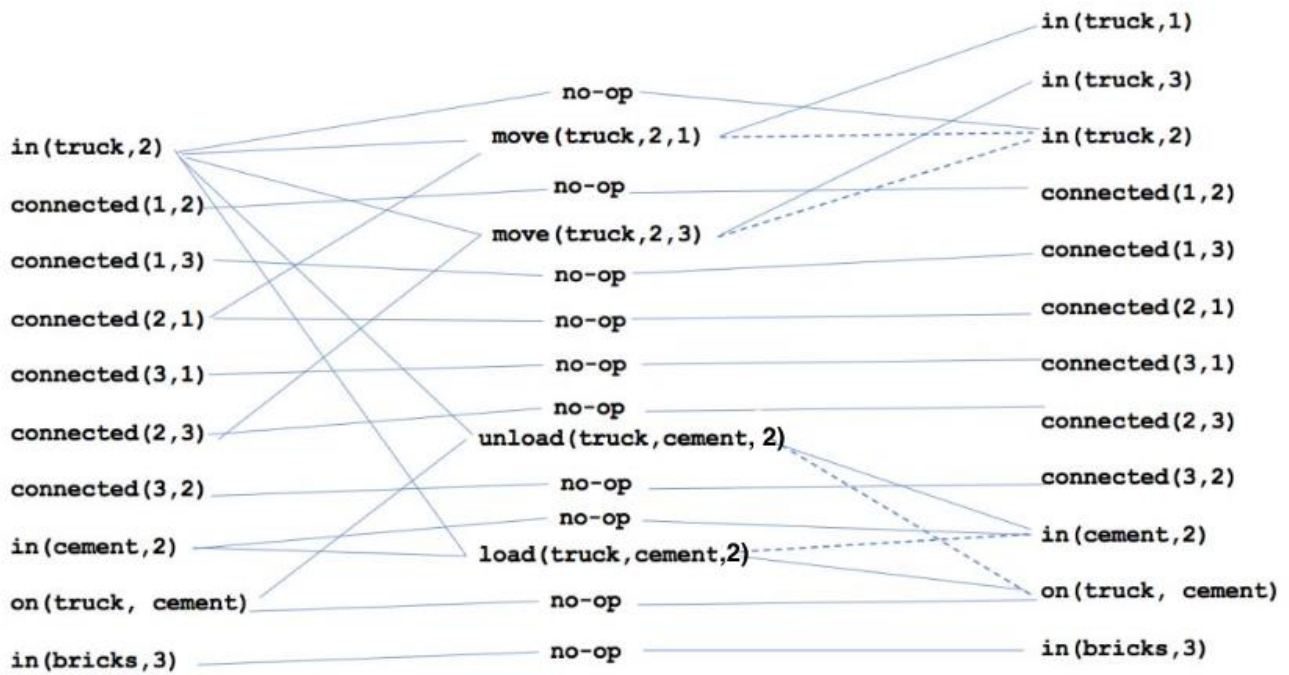 in(truck,2)
connected(1,2)
connected(1,3)
connected(2,1)
connected(3,1)
connected(2,3)
connected(3,2)
in(cement,2)
on(truck, cement)
in(bricks,3)
no-op
move(truck,2,1)
no-op
move(truck,2,3)
no-op
no-op
no-op
no-op
unload(truck,cement, 2)
no-op
no-op
load(truck,cement,2)
no-op
no-op
in(truck,1)
in(truck,3)
in(truck,2)
connected(1,2)
connected(1,3)
connected(2,1)
connected(3,1)
connected(2,3)
connected(3,2)
in(cement,2)
on(truck, cement)
in(bricks,3)